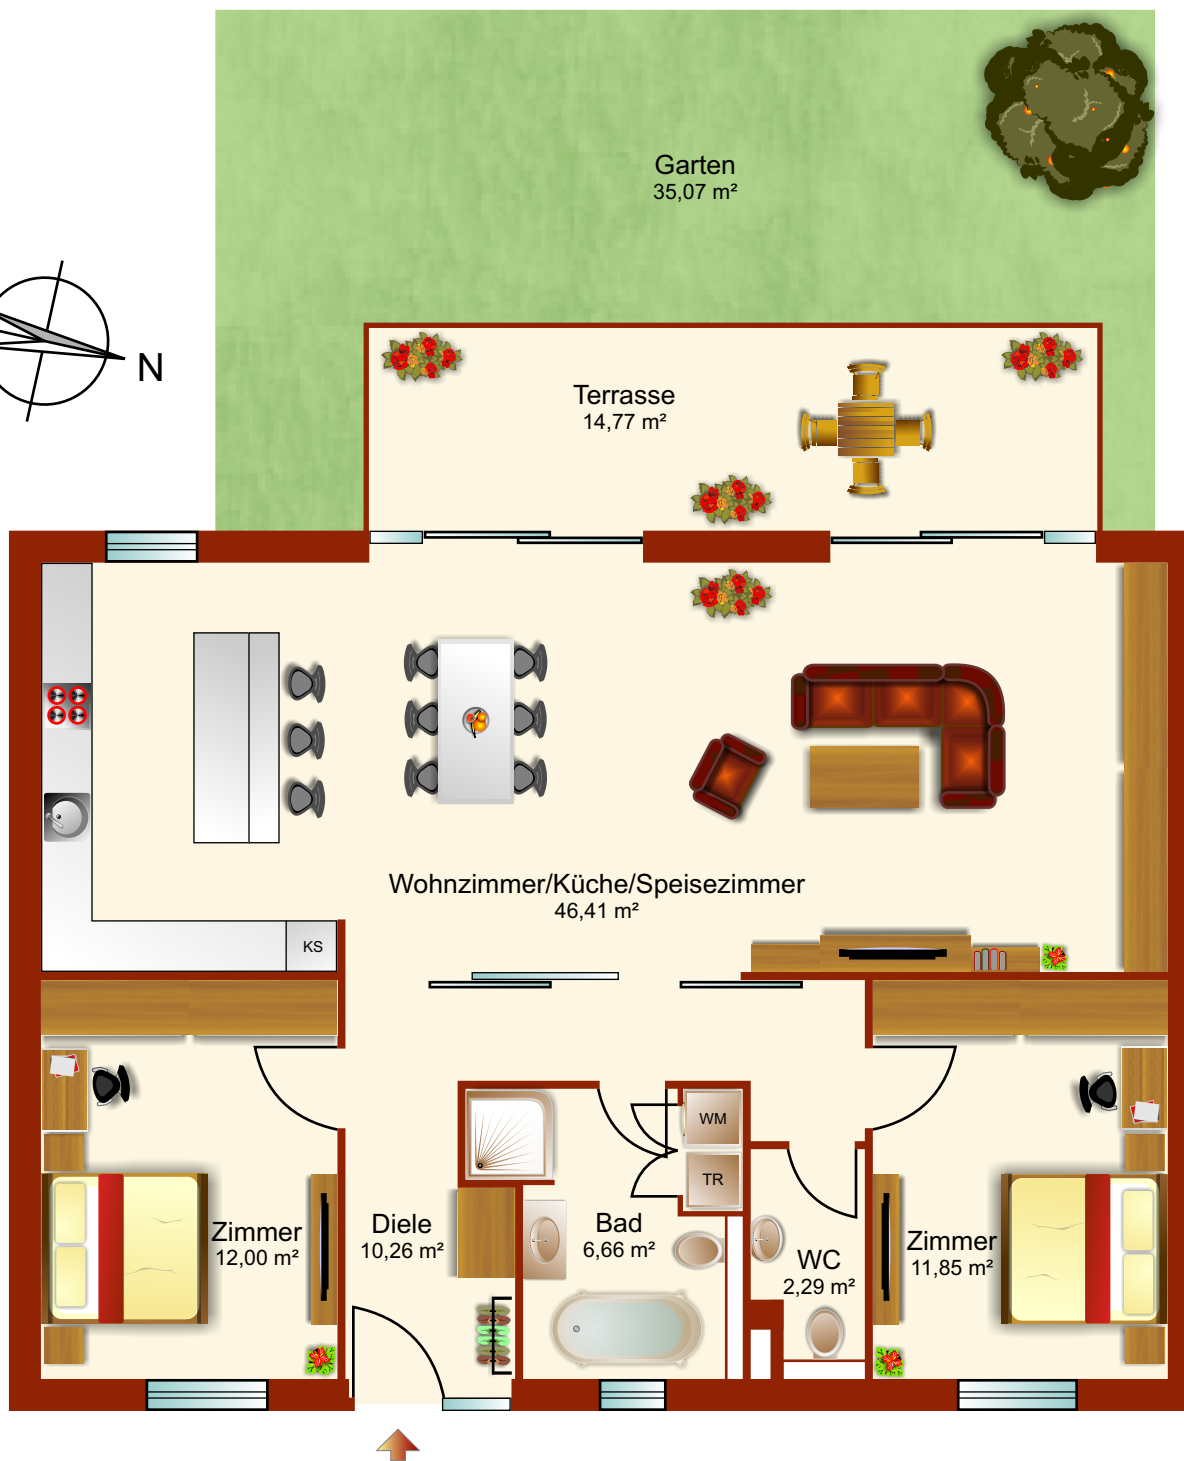 Garten
35,07 m²
N
Terrasse
14,77 m²
Wohnzimmer/Küche/Speisezimmer
46,41 m²
KS
WM
TR
Zimmer
12,00 m²
Diele
10,26 m²
Bad
6,66 m²
WC
2,29 m²
Zimmer
11,85 m²